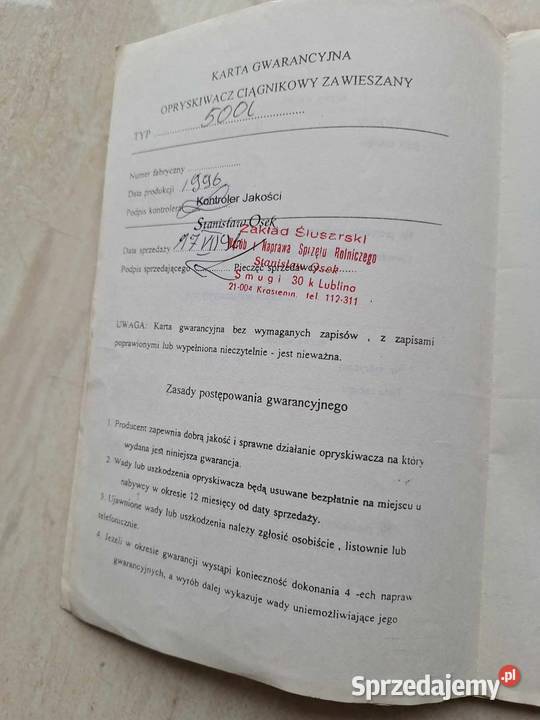 KARTA GWARANCYJNA
OPRYSKIWACZ CIĄGNIKOWY ZAWIESZANY
TYP .......... 500l ..........
Numer fabryczny ..................
Data produkcji 1996
Podpis kontrolera Kontroler Jakości
Stanisław Osek
Zakład Ślusarski
Data sprzedaży 17 VII 96
Wyrób i Naprawa Sprzętu Rolniczego
Stanisław Osek
Podpis sprzedającego Pieczęć sprzedawcy
Smugi 30 k Lublina
21-004 Krasienin, tel. 112-311
UWAGA: Karta gwarancyjna bez wymaganych zapisów , z zapisami
poprawionymi lub wypełniona nieczytelnie - jest nieważna.
Zasady postępowania gwarancyjnego
1. Producent zapewnia dobrą jakość i sprawne działanie opryskiwacza na który
wydana jest niniejsza gwarancja.
2. Wady lub uszkodzenia opryskiwacza będą usuwane bezpłatnie na miejscu u
nabywcy w okresie 12 miesięcy od daty sprzedaży.
3. Ujawnione wady lub uszkodzenia należy zgłosić osobiście , listownie lub
telefonicznie.
4. Jeżeli w okresie gwarancji wystąpi konieczność dokonania 4 -ech napraw
gwarancyjnych, a wyrób dalej wykazuje wady uniemożliwiające jego
Sprzedajemy.pl